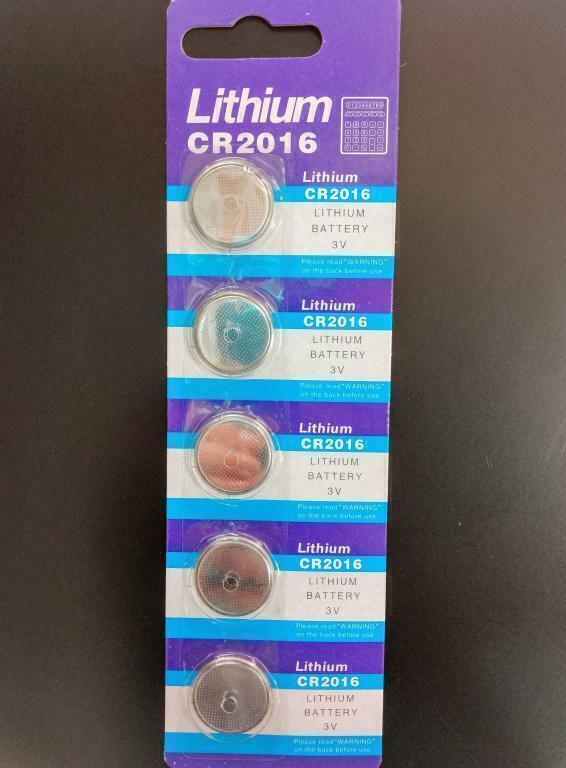 Lithium
CR2016
0123456789
Lithium
CR2016
LITHIUM
BATTERY
3V
Please read "WARNING"
on the back before use
Lithium
CR2016
LITHIUM
BATTERY
3V
Please read "WARNING"
on the back before use
Lithium
CR2016
LITHIUM
BATTERY
3V
Please read "WARNING"
on the back before use
Lithium
CR2016
LITHIUM
BATTERY
3V
Please read "WARNING"
on the back before use
Lithium
CR2016
LITHIUM
BATTERY
3V
Please read "WARNING"
on the back before use